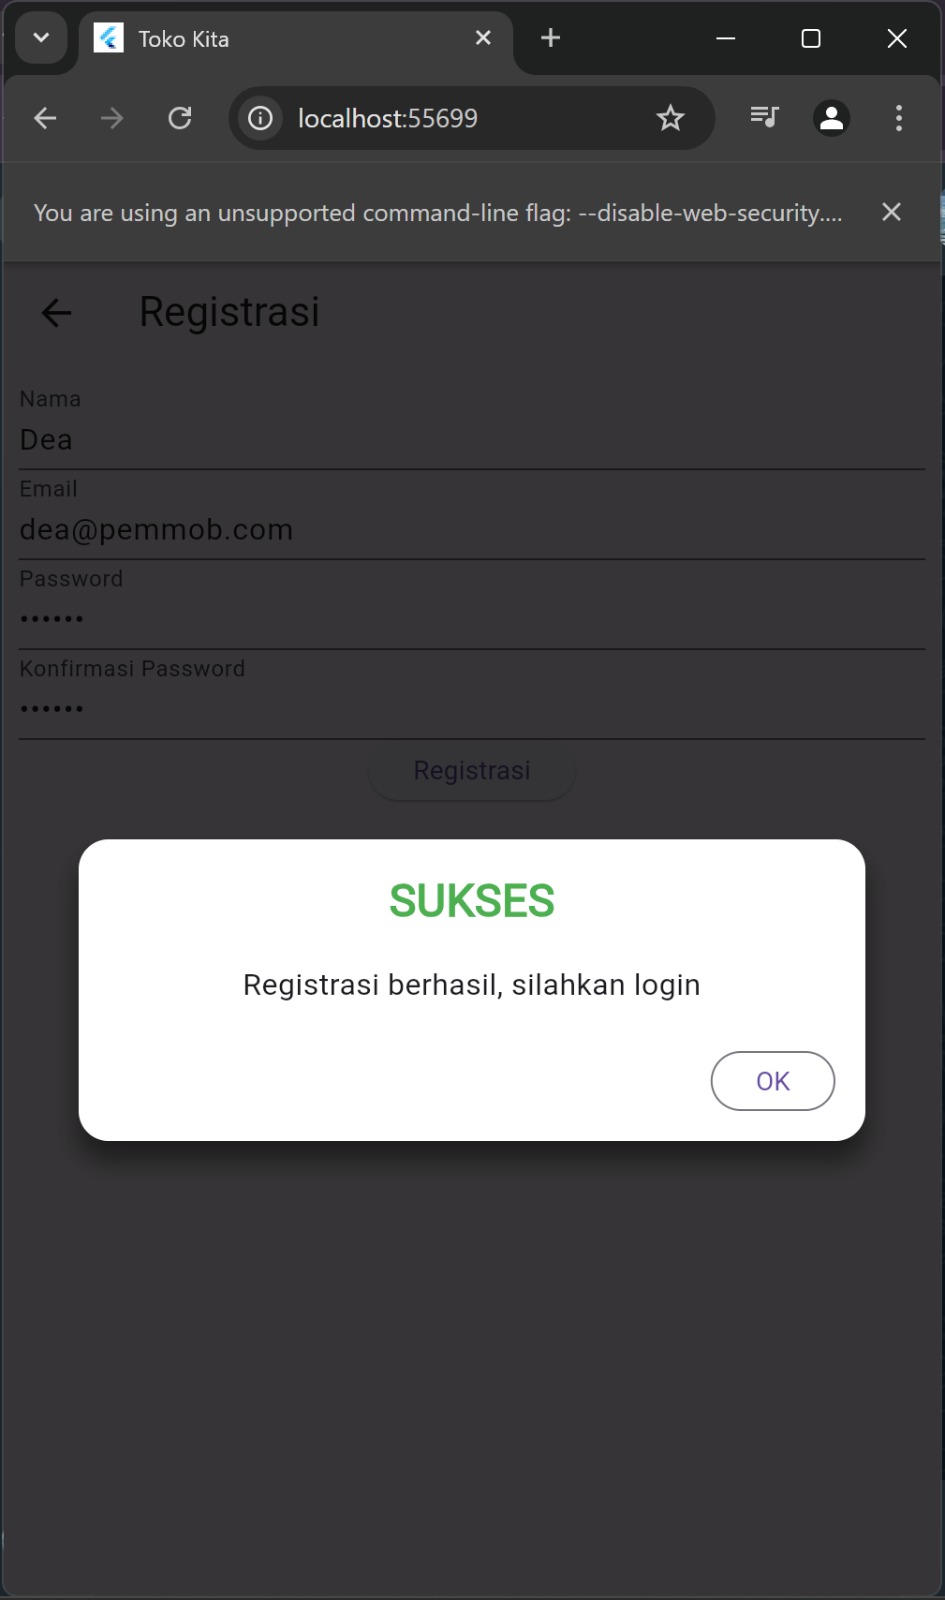 Toko Kita
localhost:55699
You are using an unsupported command-line flag: --disable-web-security....
Registrasi
Nama
Dea
Email
dea@pemmob.com
Password
••••••
Konfirmasi Password
••••••
Registrasi
SUKSES
Registrasi berhasil, silahkan login
OK